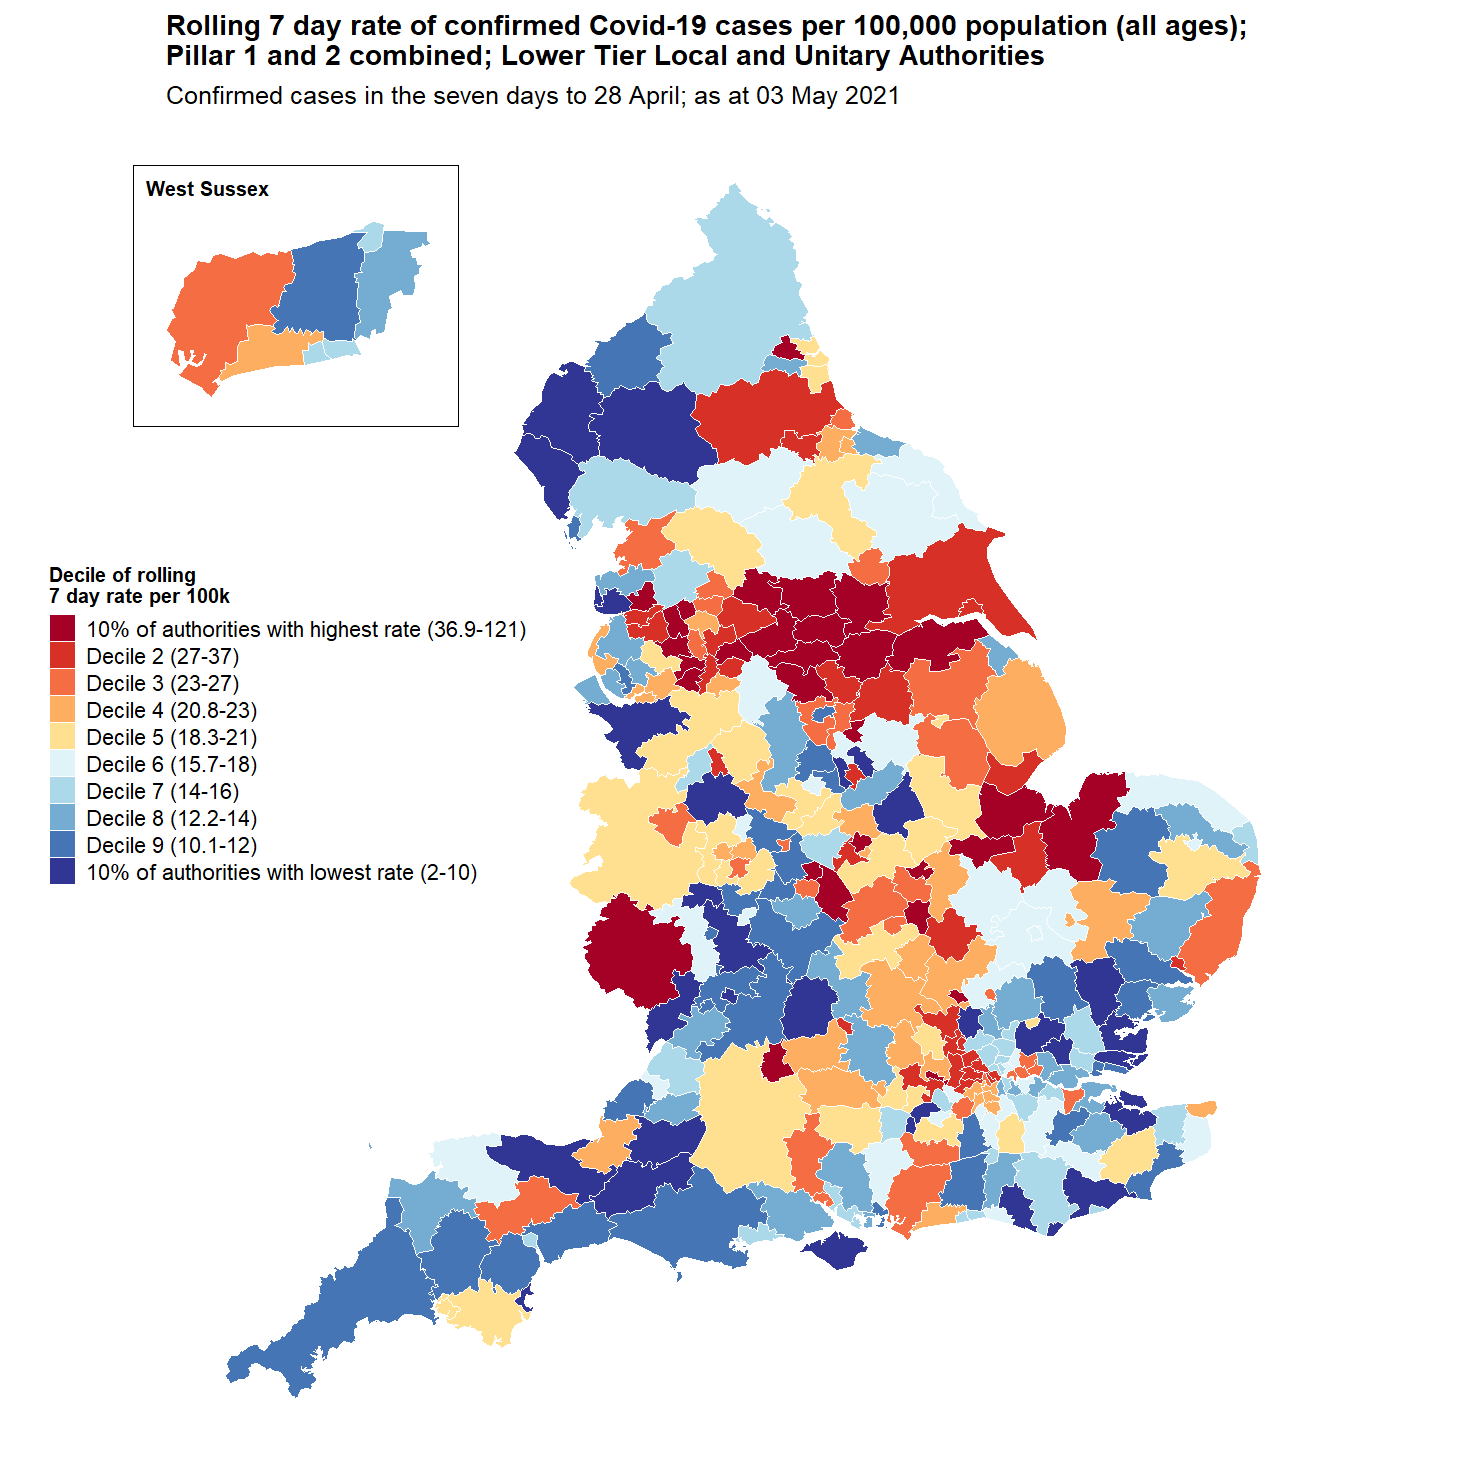 Rolling 7 day rate of confirmed Covid-19 cases per 100,000 population (all ages);
Pillar 1 and 2 combined; Lower Tier Local and Unitary Authorities
Confirmed cases in the seven days to 28 April; as at 03 May 2021
West Sussex
Decile of rolling
7 day rate per 100k
10% of authorities with highest rate (36.9-121)
Decile 2 (27-37)
Decile 3 (23-27)
Decile 4 (20.8-23)
Decile 5 (18.3-21)
Decile 6 (15.7-18)
Decile 7 (14-16)
Decile 8 (12.2-14)
Decile 9 (10.1-12)
10% of authorities with lowest rate (2-10)